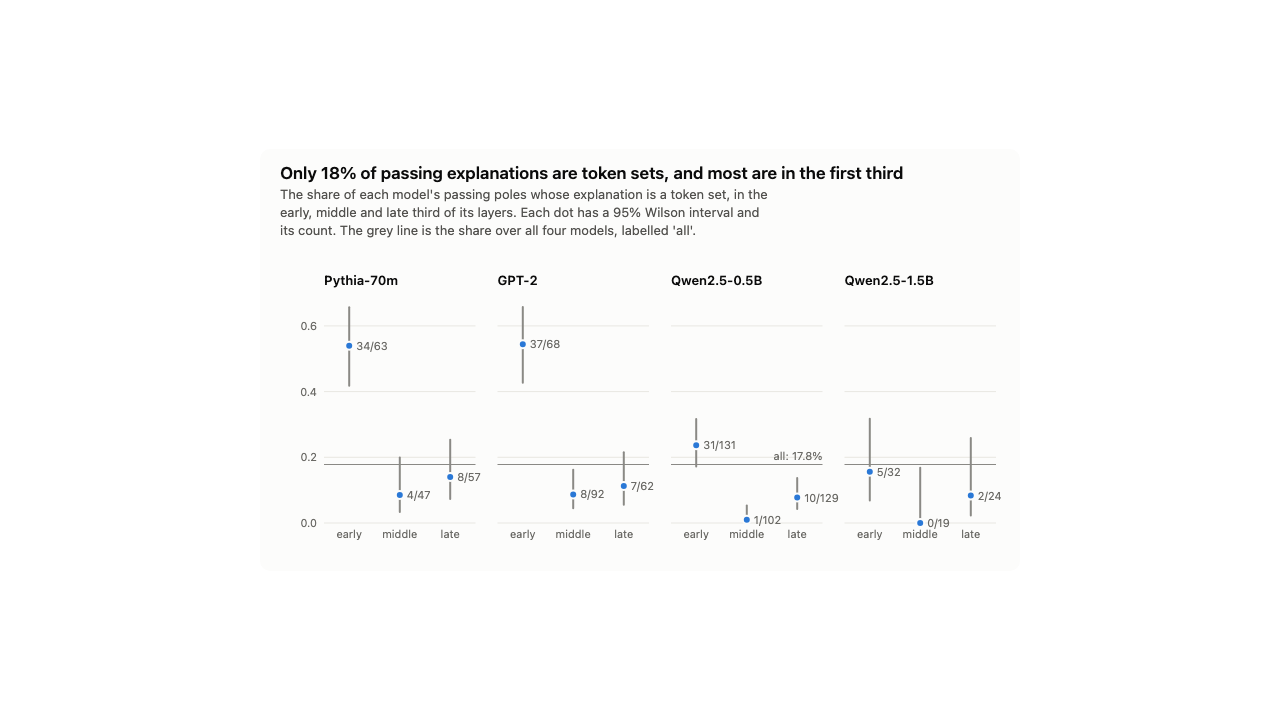 Only 18% of passing explanations are token sets, and most are in the first third
The share of each model's passing poles whose explanation is a token set, in the
early, middle and late third of its layers. Each dot has a 95% Wilson interval and
its count. The grey line is the share over all four models, labelled 'all'.
Pythia-70m
GPT-2
Qwen2.5-0.5B
Qwen2.5-1.5B
0.6
0.4
0.2
0.0
34/63
4/47
8/57
early
middle
late
37/68
8/92
7/62
early
middle
late
31/131
all: 17.8%
1/102
10/129
early
middle
late
5/32
0/19
2/24
early
middle
late